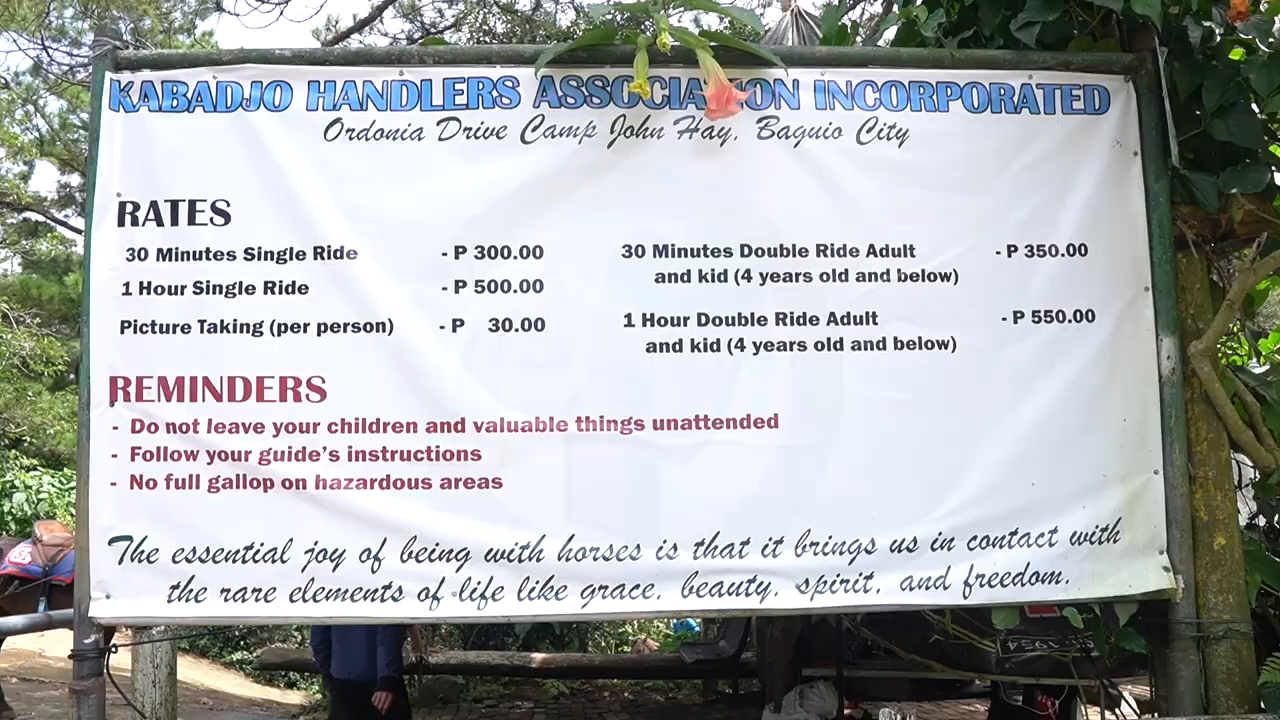 KABADJO HANDLERS ASSOCIATION INCORPORATED
Ordonia Drive Camp John Hay, Baguio City
RATES
30 Minutes Single Ride - P 300.00
1 Hour Single Ride - P 500.00
Picture Taking (per person) - P 30.00
30 Minutes Double Ride Adult - P 350.00
and kid (4 years old and below)
1 Hour Double Ride Adult - P 550.00
and kid (4 years old and below)
REMINDERS
- Do not leave your children and valuable things unattended
- Follow your guide's instructions
- No full gallop on hazardous areas
The essential joy of being with horses is that it brings us in contact with
the rare elements of life like grace, beauty, spirit, and freedom.